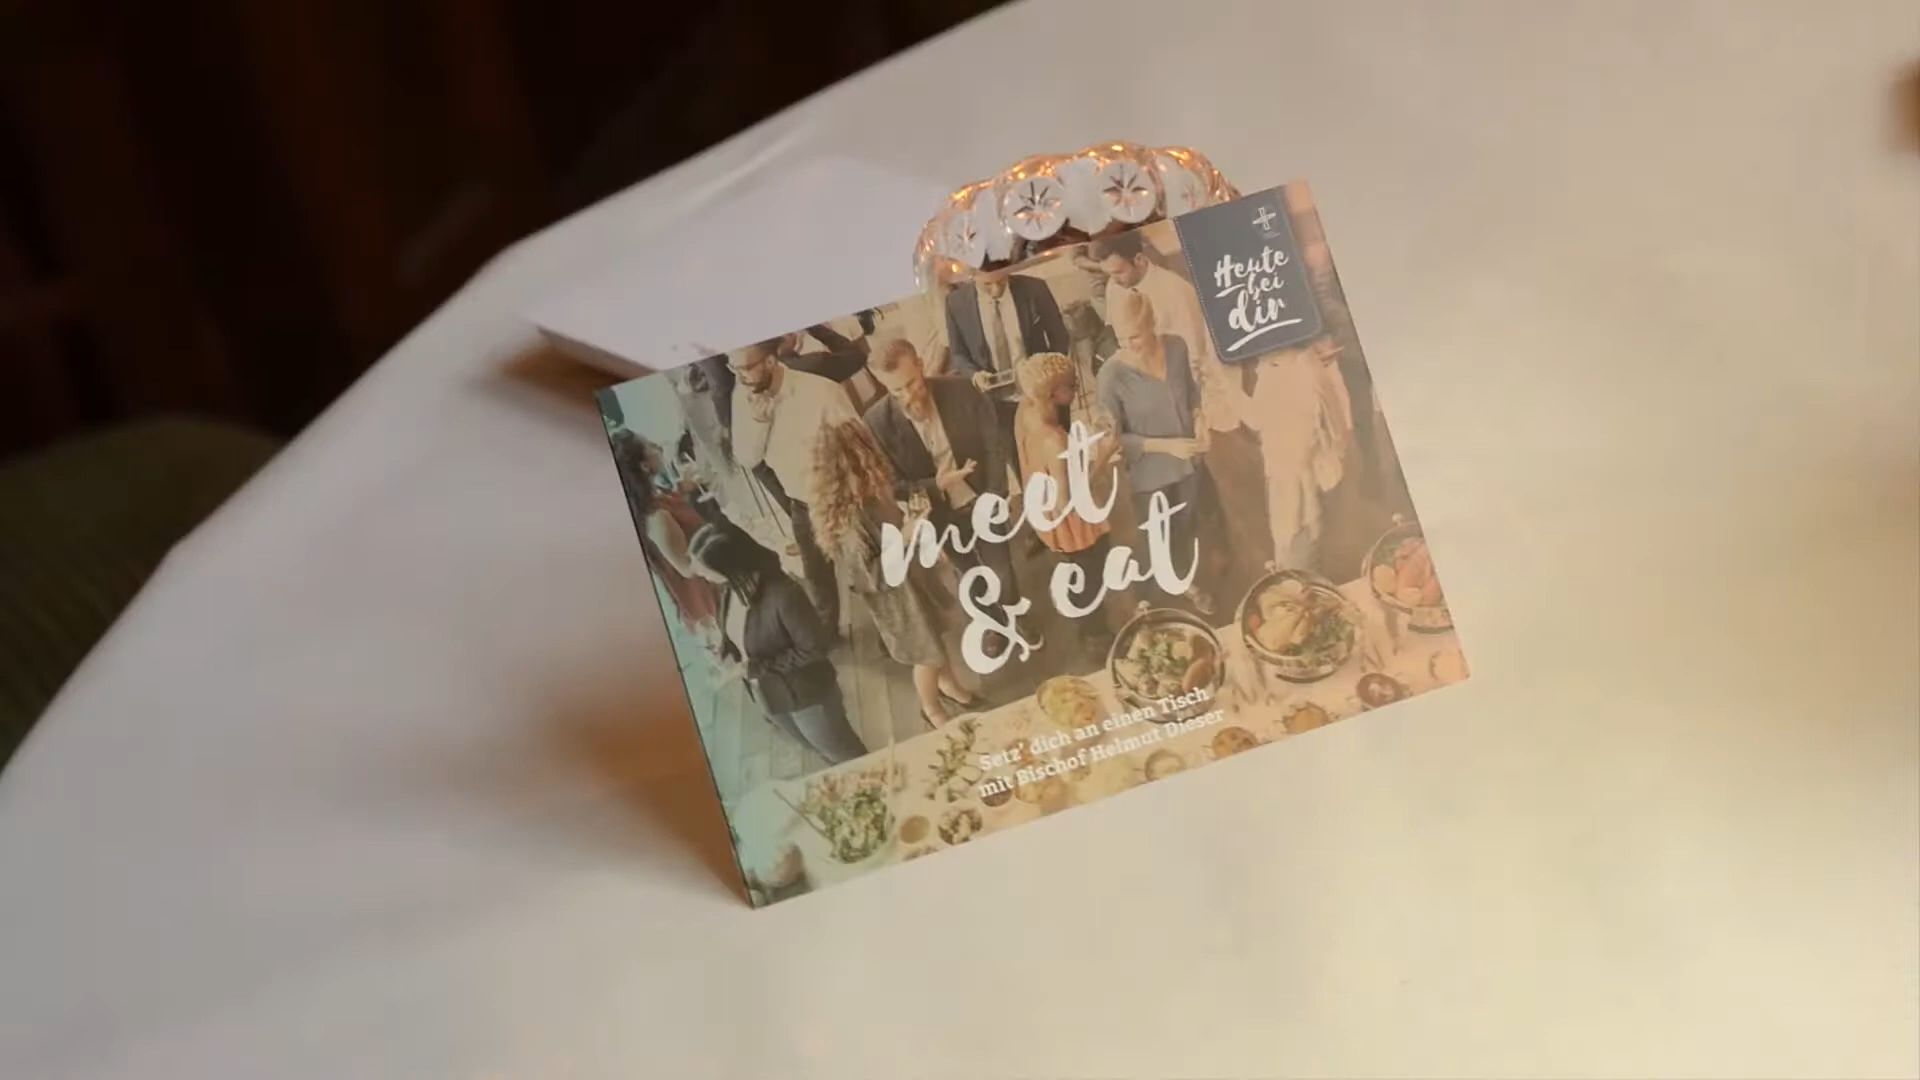 Heute
bei
dir
meet
& eat
Setz' dich an einen Tisch
mit Bischof Helmut Dieser